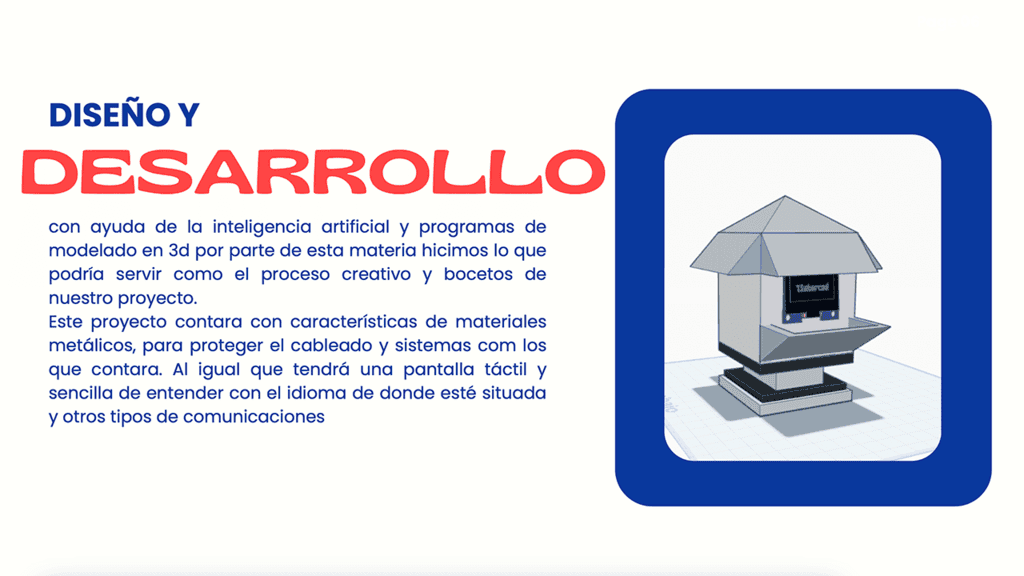 DISEÑO Y
DESARROLLO
con ayuda de la inteligencia artificial y programas de
modelado en 3d por parte de esta materia hicimos lo que
podría servir como el proceso creativo y bocetos de
nuestro proyecto.
Este proyecto contara con características de materiales
metálicos, para proteger el cableado y sistemas com los
que contara. Al igual que tendrá una pantalla táctil y
sencilla de entender con el idioma de donde esté situada
y otros tipos de comunicaciones
Tinkercad